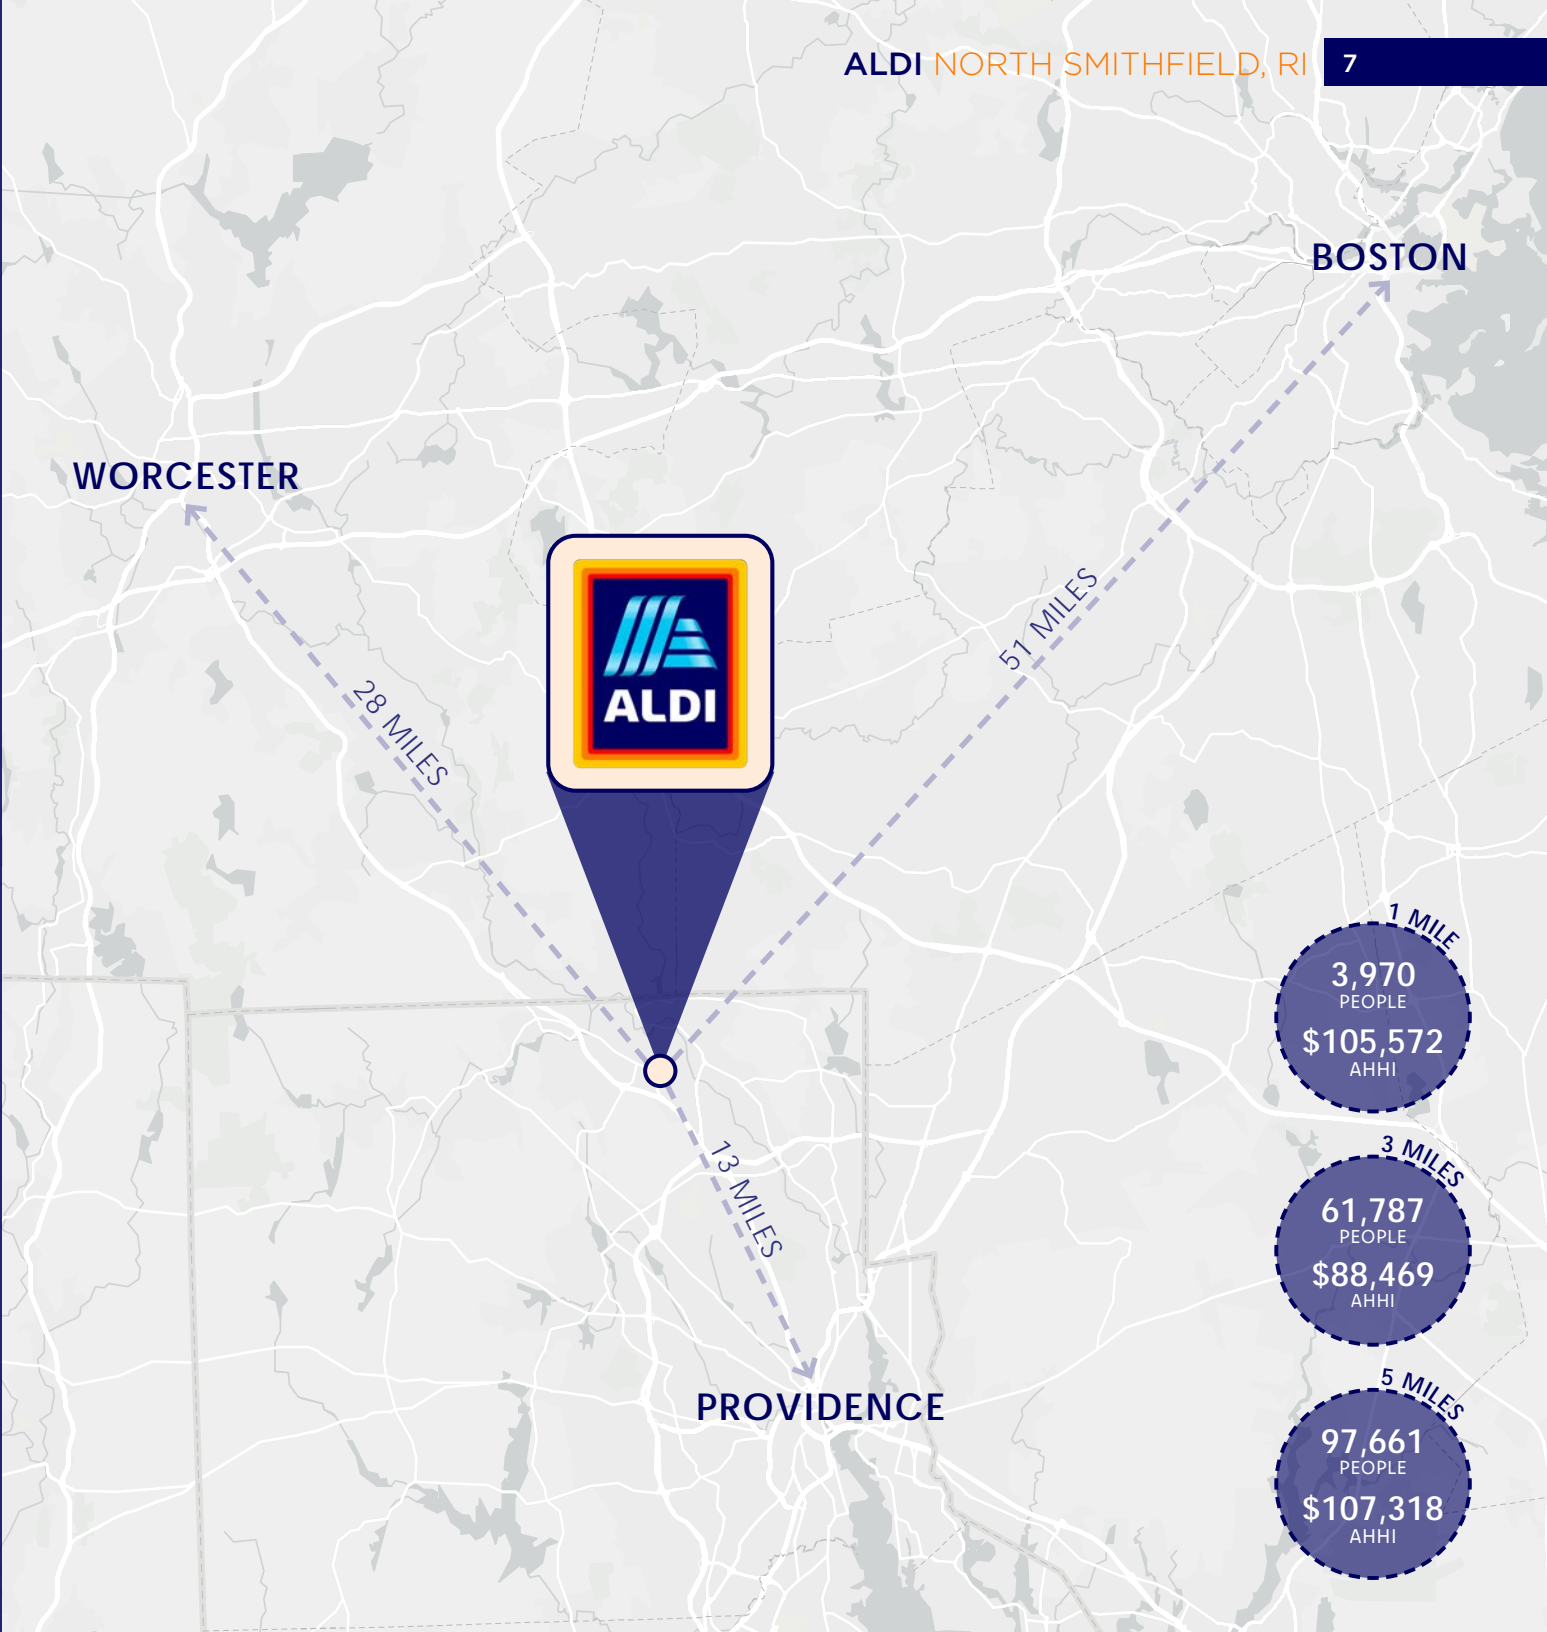 ALDI NORTH SMITHFIELD, RI
7
BOSTON
WORCESTER
51 MILES
28 MILES
ALDI
1 MILE
3,970
PEOPLE
$105,572
AHHI
13 MILES
3 MILES
61,787
PEOPLE
$88,469
AHHI
PROVIDENCE
5 MILES
97,661
PEOPLE
$107,318
AHHI